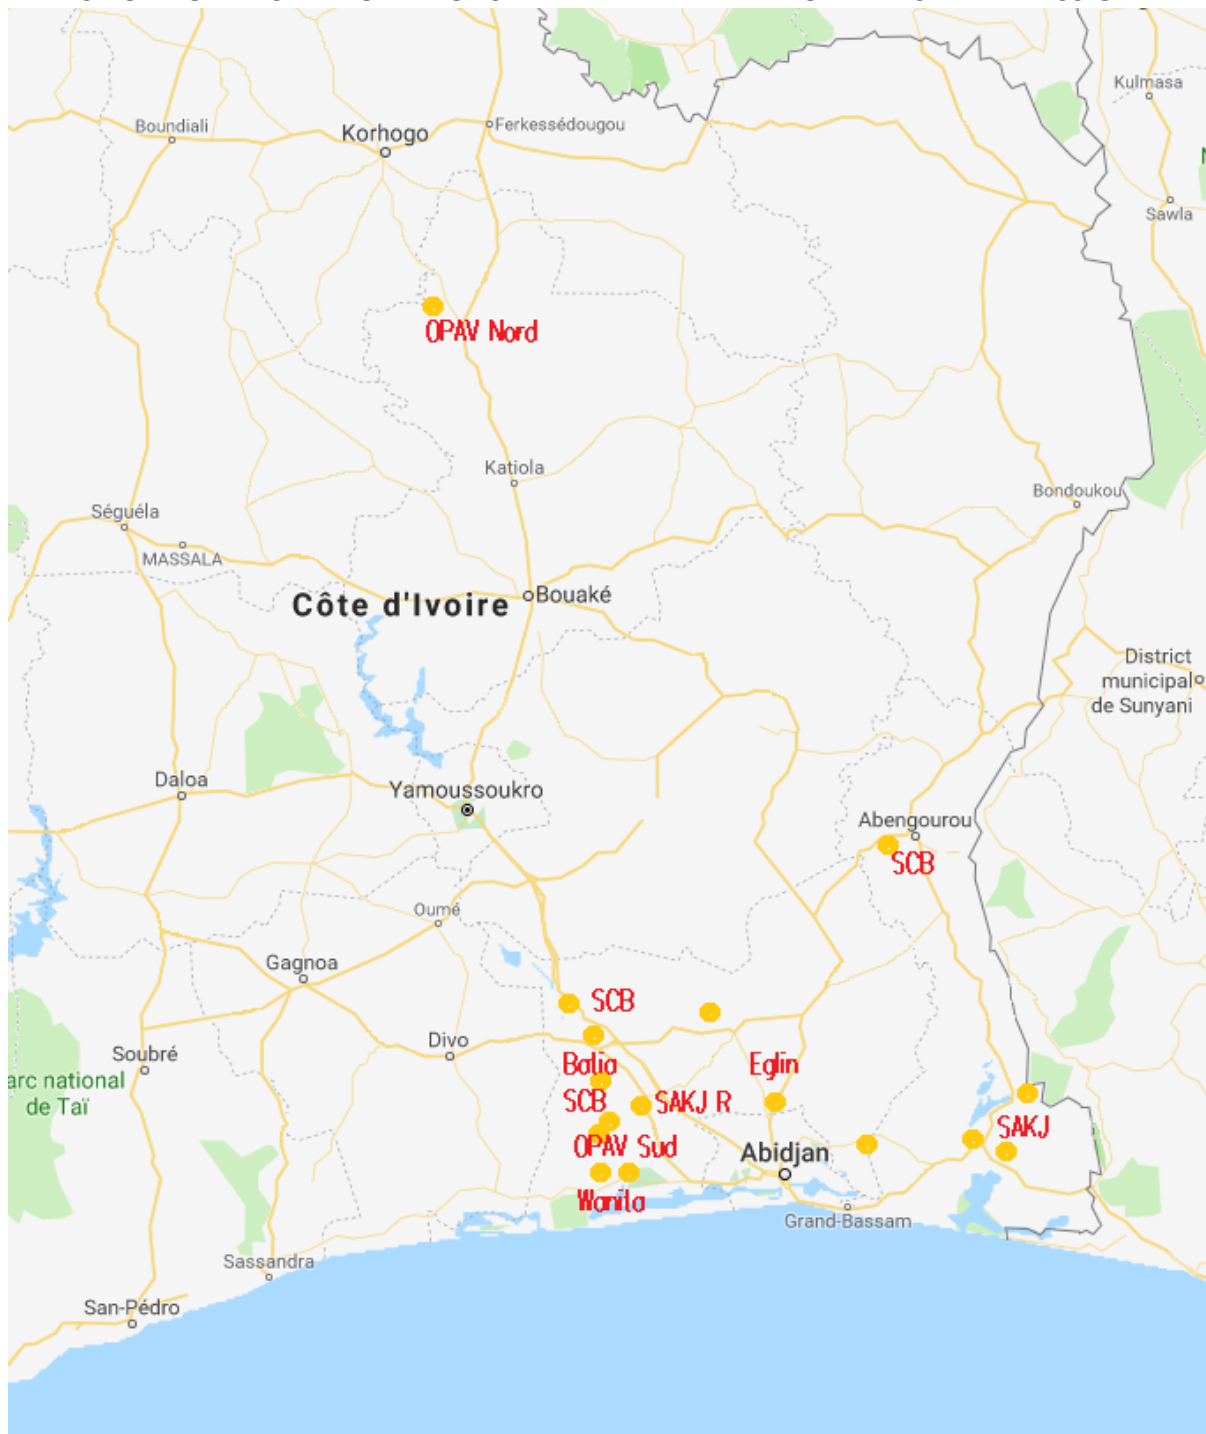 Kulmasa
Boundiali
Korhogo
Ferkessédougou
Sawla
OPAV Nord
Katiola
Bondoukou
Séguéla
MASSALA
Côte d'Ivoire
Bouaké
District
municipal
de Sunyani
Daloa
Yamoussoukro
Abengourou
SCB
Oumé
Gagnoa
SCB
Divo
Soubré
Balia
Eglin
arc national
de Taï
SCB
SAKJ R
SAKJ
OPAV Sud
Abidjan
Wanila
Grand-Bassam
Sassandra
San-Pédro